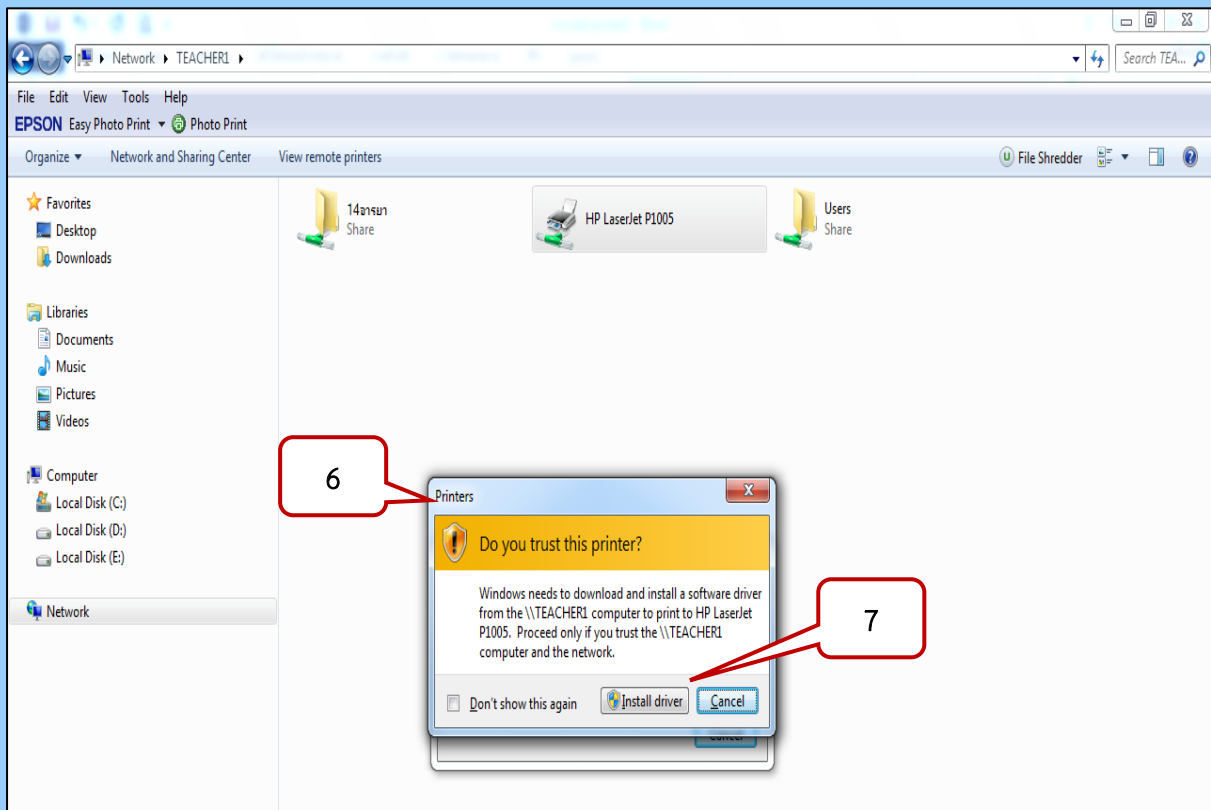 Network ▸ TEACHER1 ▸
Search TEA...
File Edit View Tools Help
EPSON Easy Photo Print Photo Print
Organize Network and Sharing Center View remote printers File Shredder
Favorites
Desktop
Downloads
Libraries
Documents
Music
Pictures
Videos
Computer
Local Disk (C:)
Local Disk (D:)
Local Disk (E:)
Network
14อารยา
Share
HP LaserJet P1005
Users
Share
6
Printers
Do you trust this printer?
Windows needs to download and install a software driver
from the \\TEACHER1 computer to print to HP LaserJet
P1005. Proceed only if you trust the \\TEACHER1
computer and the network.
Don't show this again Install driver Cancel
7
Cancel